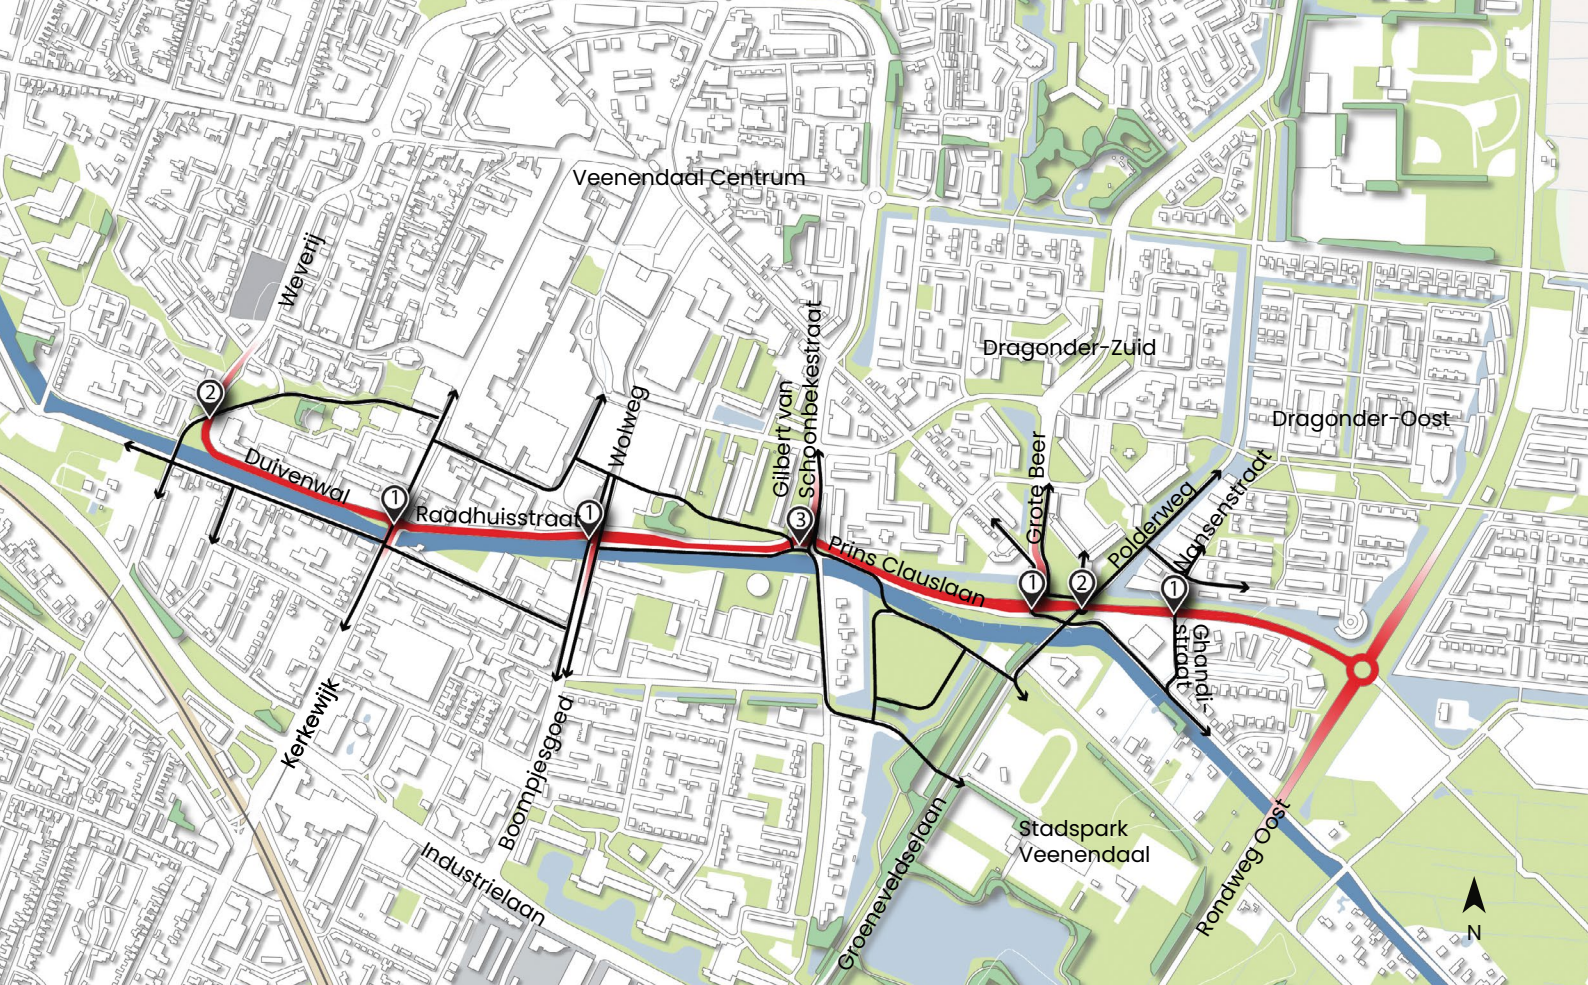 Veenendaal Centrum
Weverij
Dragonder-Zuid
Gilbert van
Schoonbekestraat
2
Wolweg
Dragonder-Oost
Duivenwal
1
Raadhuisstraat
1
3
Prins Clauslaan
Grote Beer
1
2
Polderweg
Nansenstraat
1
Ghandi-
straat
Kerkewijk
Boompjesgoed
Industrielaan
Groeneveldselaan
Stadspark
Veenendaal
Rondweg Oost
N